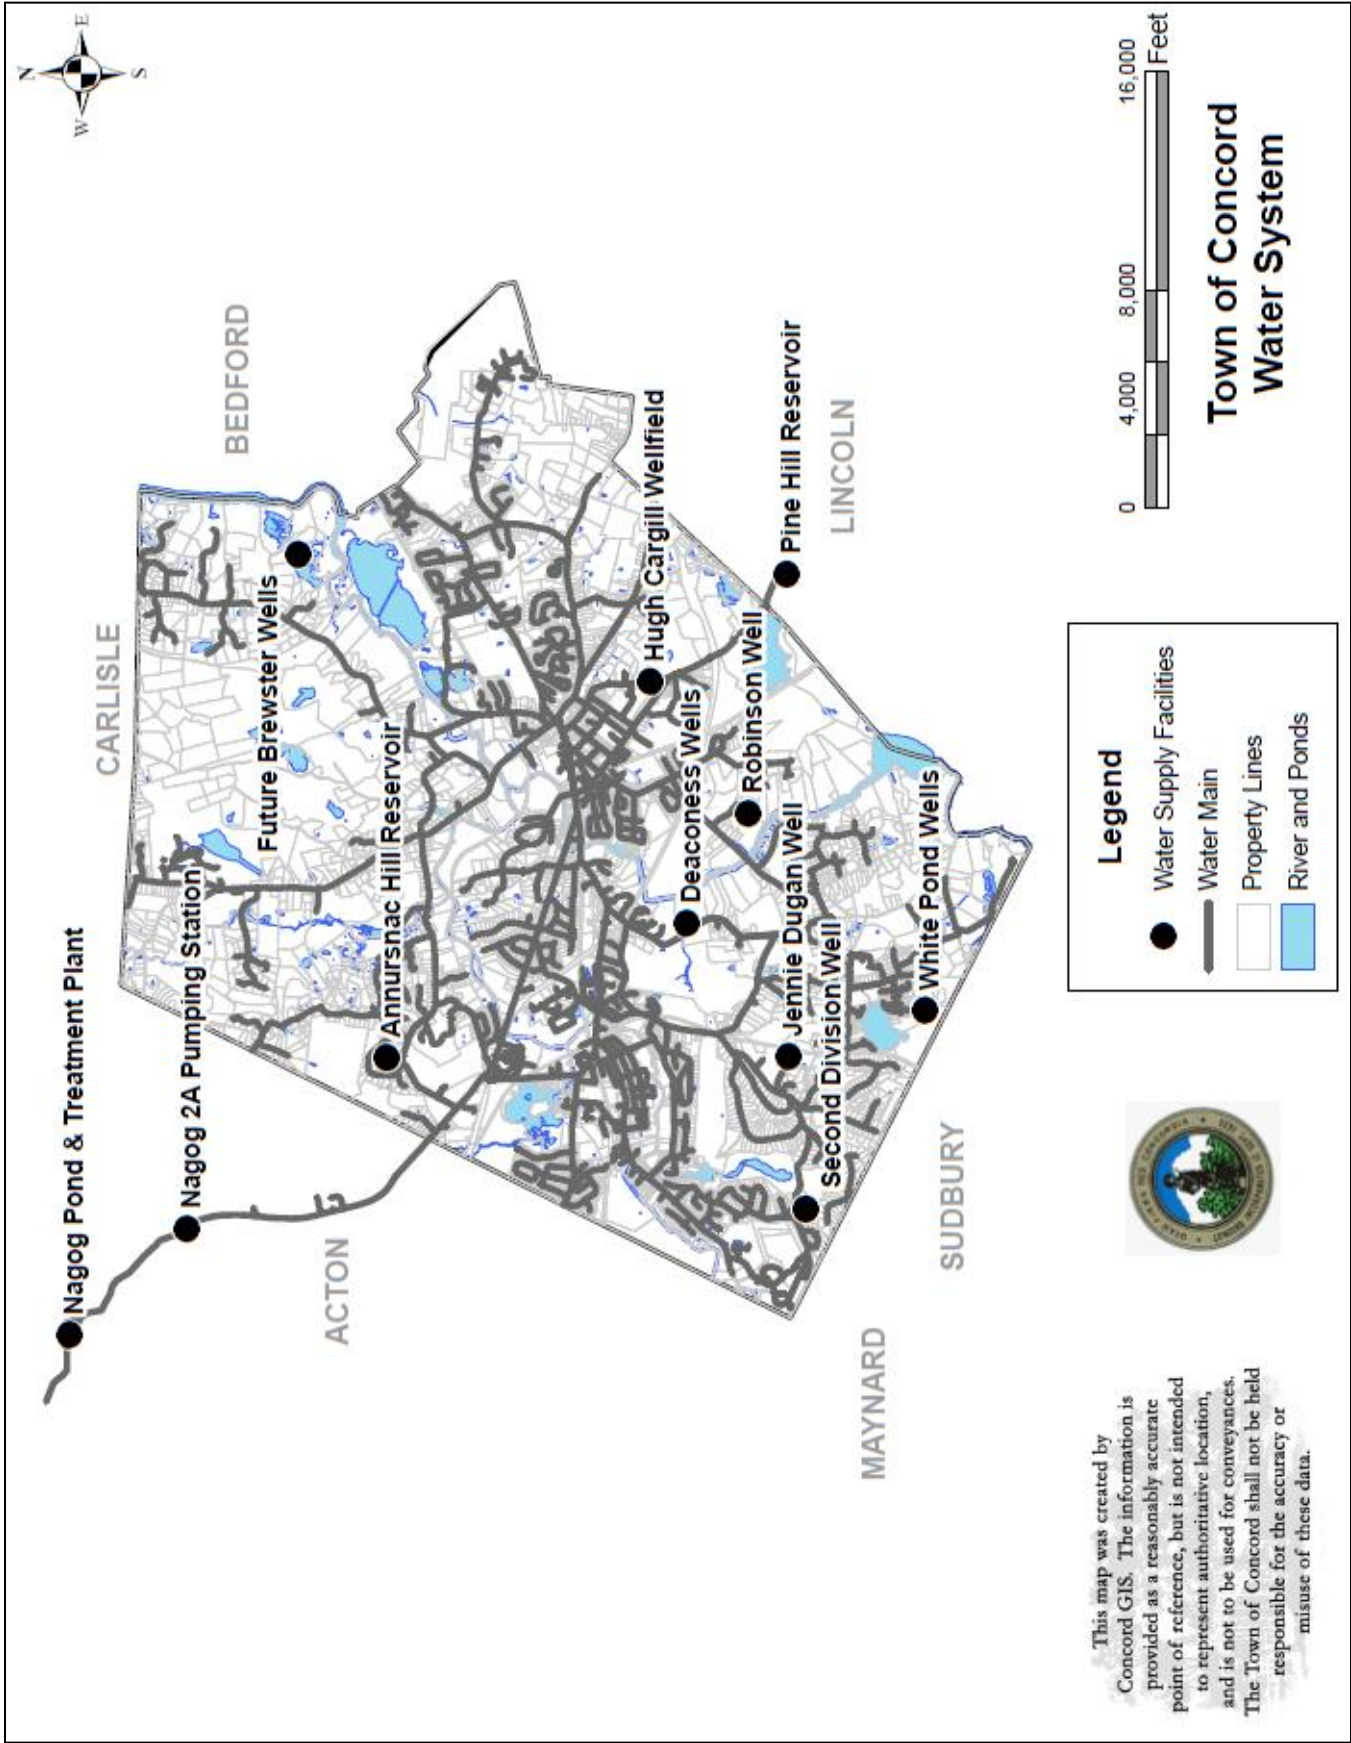 N
W
E
S
Nagog Pond & Treatment Plant
Nagog 2A Pumping Station
CARLISLE
BEDFORD
Future Brewster Wells
ACTON
Annursnac Hill Reservoir
Hugh Cargill Wellfield
Deaconess Wells
Robinson Well
Pine Hill Reservoir
LINCOLN
Jennie Dugan Well
Second Division Well
White Pond Wells
MAYNARD
SUDBURY
This map was created by
Concord GIS. The information is
provided as a reasonably accurate
point of reference, but is not intended
to represent authoritative location,
and is not to be used for conveyances.
The Town of Concord shall not be held
responsible for the accuracy or
misuse of these data.
Legend
Water Supply Facilities
Water Main
Property Lines
River and Ponds
0 4,000 8,000 16,000
Feet
Town of Concord
Water System